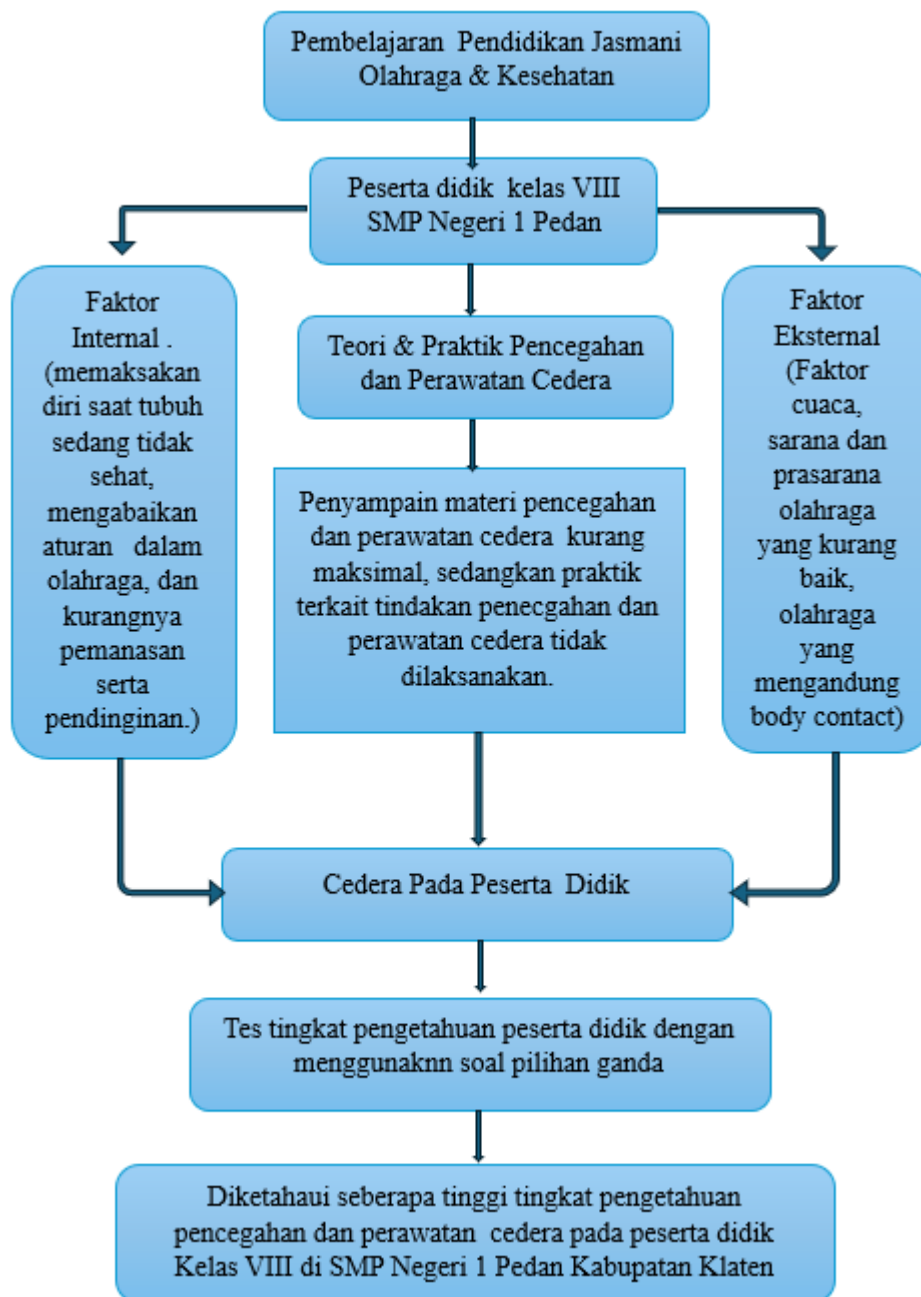 Pembelajaran Pendidikan Jasmani
Olahraga & Kesehatan
Peserta didik kelas VIII
SMP Negeri 1 Pedan
Faktor
Internal .
(memaksakan
diri saat tubuh
sedang tidak
sehat,
mengabaikan
aturan dalam
olahraga, dan
kurangnya
pemanasan
serta
pendinginan.)
Teori & Praktik Pencegahan
dan Perawatan Cedera
Penyampain materi pencegahan
dan perawatan cedera kurang
maksimal, sedangkan praktik
terkait tindakan penecgahan dan
perawatan cedera tidak
dilaksanakan.
Faktor
Eksternal
(Faktor
cuaca,
sarana dan
prasarana
olahraga
yang kurang
baik,
olahraga
yang
mengandung
body contact)
Cedera Pada Peserta Didik
Tes tingkat pengetahuan peserta didik dengan
menggunaknn soal pilihan ganda
Diketahaui seberapa tinggi tingkat pengetahuan
pencegahan dan perawatan cedera pada peserta didik
Kelas VIII di SMP Negeri 1 Pedan Kabupatan Klaten